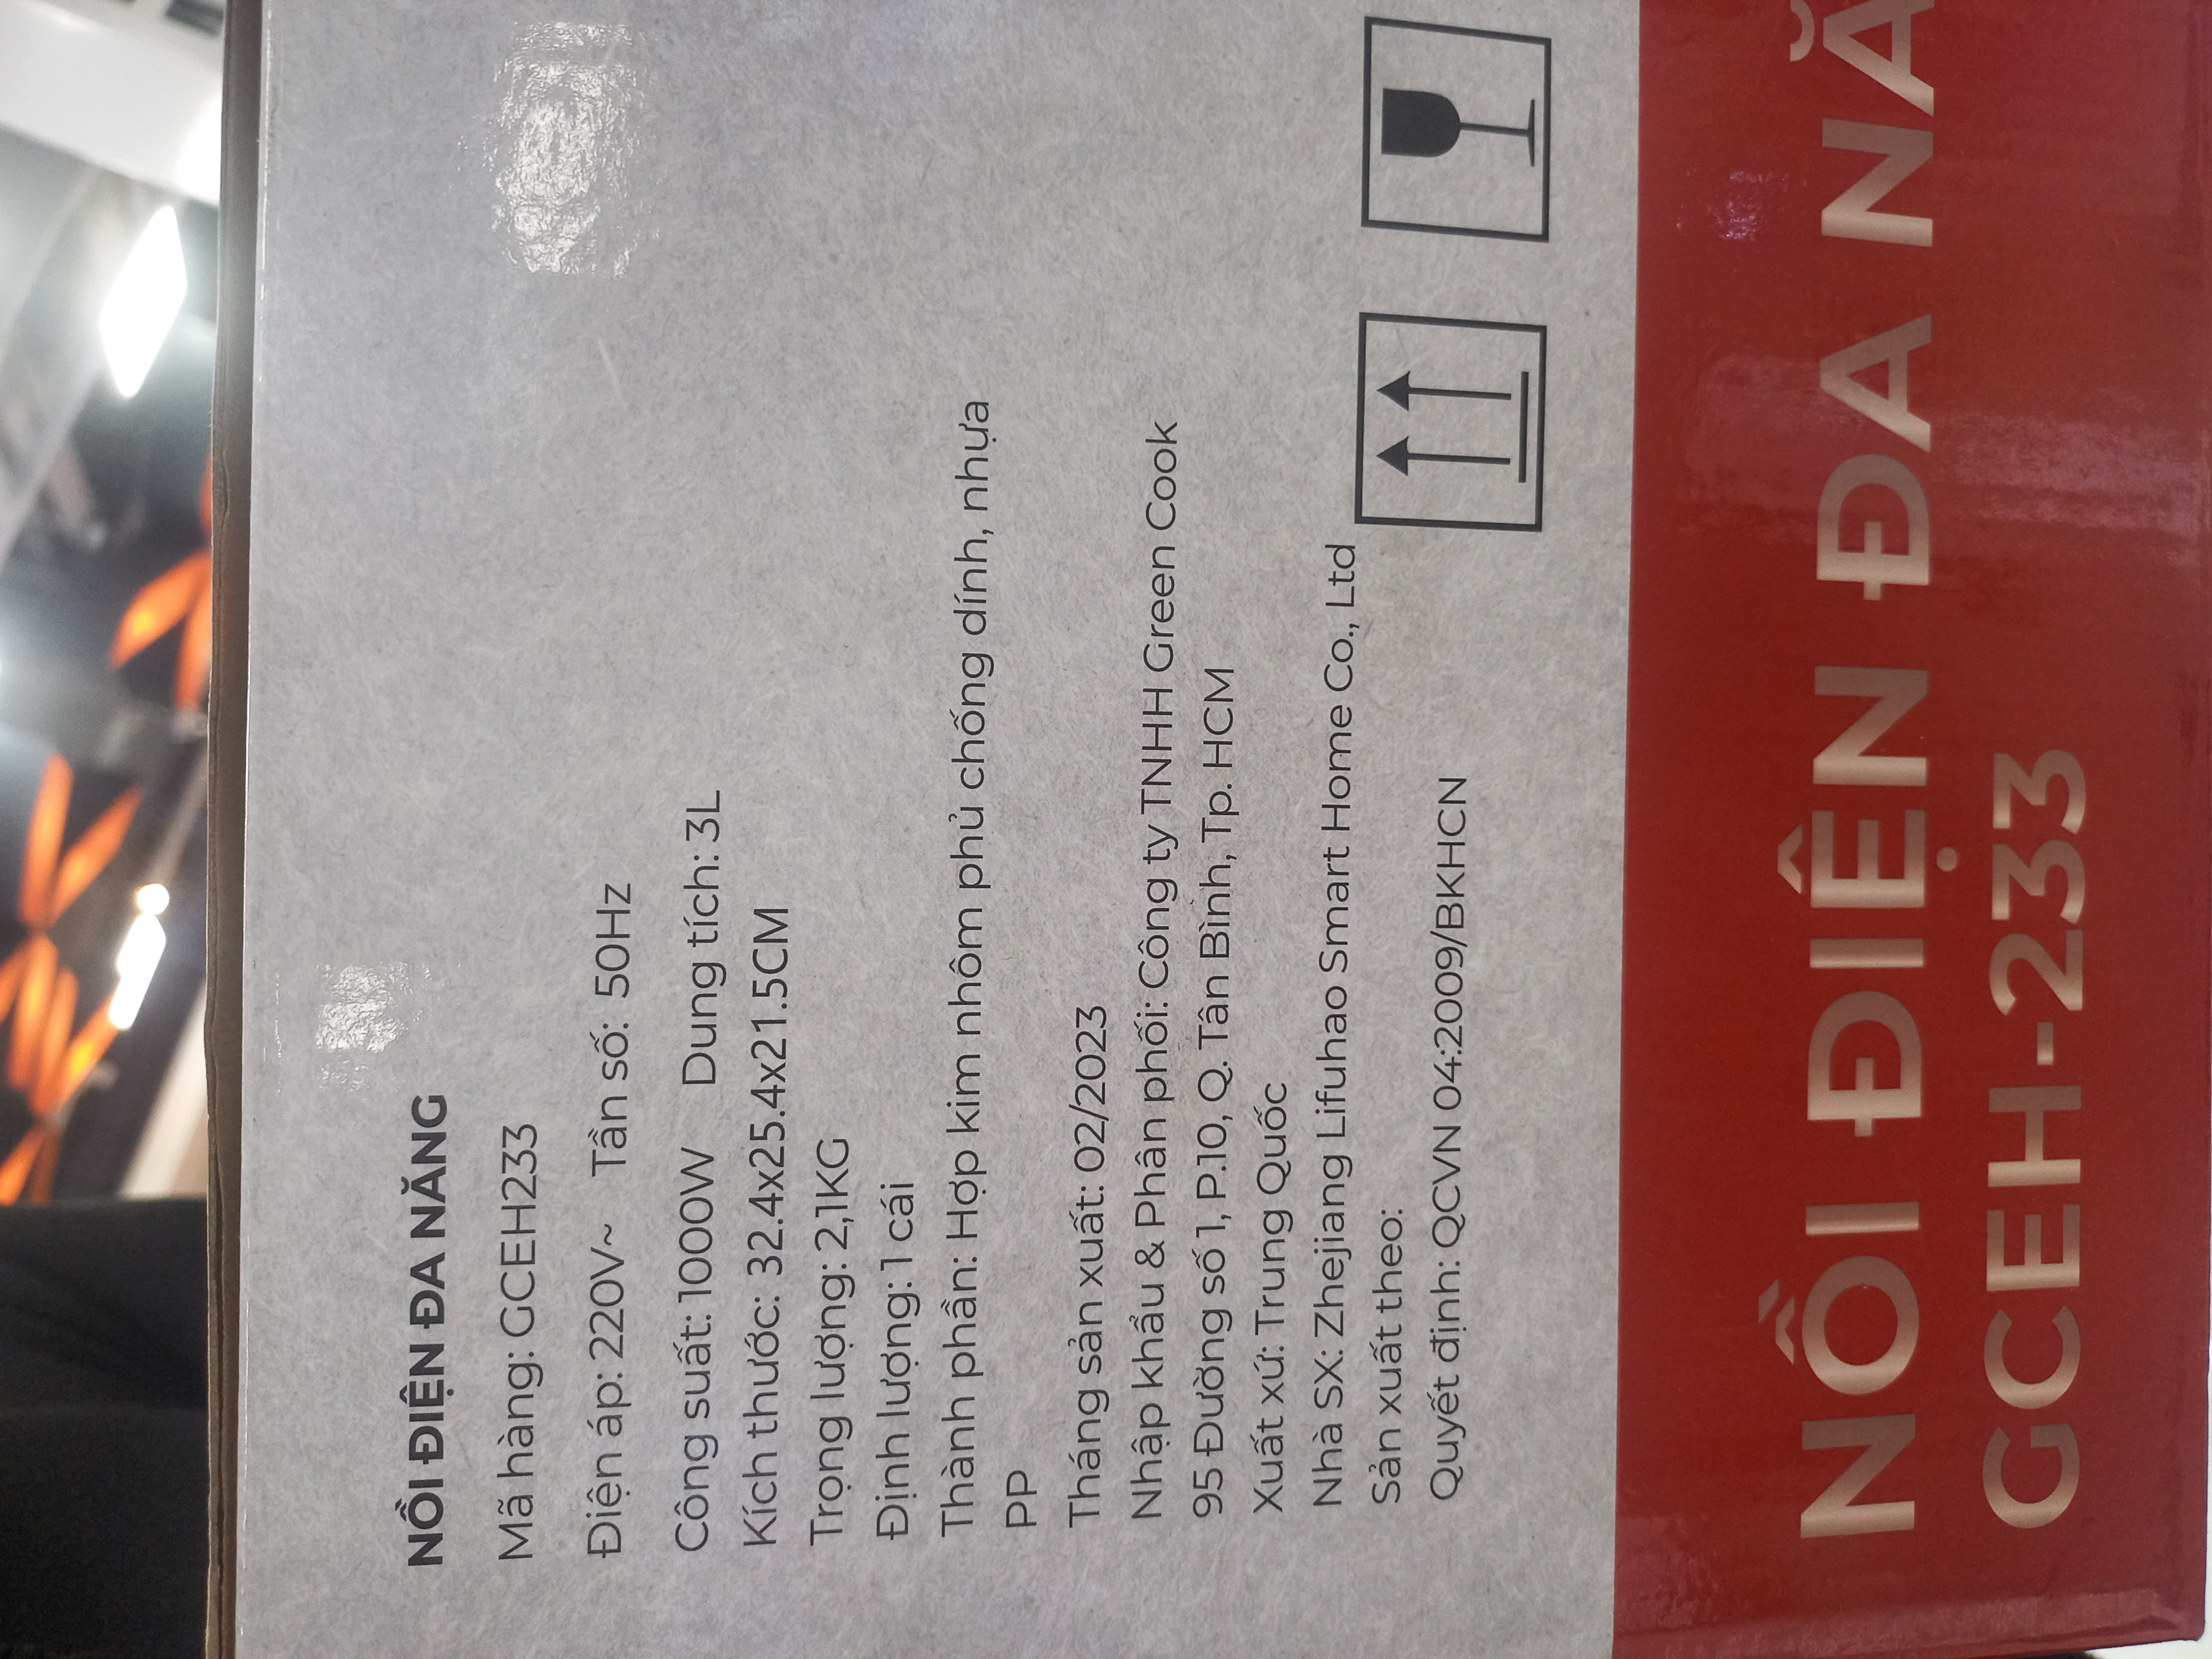 NỒI ĐIỆN ĐA NĂNG
Mã hàng: GCEH233
Điện áp: 220V~ Tần số: 50Hz
Công suất: 1000W Dung tích: 3L
Kích thước: 32.4x25.4x21.5CM
Trọng lượng: 2,1KG
Định lượng: 1 cái
Thành phần: Hợp kim nhôm phủ chống dính, nhựa
PP
Tháng sản xuất: 02/2023
Nhập khẩu & Phân phối: Công ty TNHH Green Cook
95 Đường số 1, P.10, Q. Tân Bình, Tp. HCM
Xuất xứ: Trung Quốc
Nhà SX: Zhejiang Lifuhao Smart Home Co., Ltd
Sản xuất theo:
Quyết định: QCVN 04:2009/BKHCN
NỒI ĐIỆN ĐA NĂ
GCEH-233